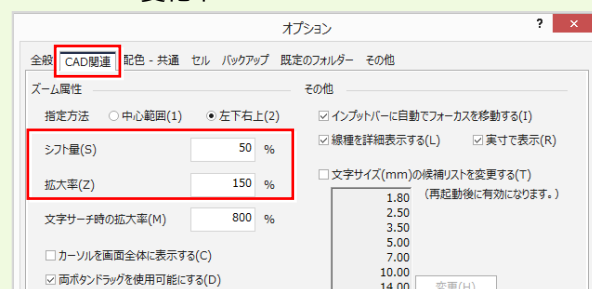 オプション ? ×
全般 CAD関連 配色 - 共通 セル バックアップ 既定のフォルダー その他
ズーム属性
指定方法 中心範囲(1) 左下右上(2)
シフト量(S) 50 %
拡大率(Z) 150 %
文字サーチ時の拡大率(M) 800 %
カーソルを画面全体に表示する(C)
両ボタンドラッグを使用可能にする(D)
その他
インプットバーに自動でフォーカスを移動する(I)
線種を詳細表示する(L) 実寸で表示(R)
文字サイズ(mm)の候補リストを変更する(T)
1.80 (再起動後に有効になります。)
2.50
3.50
5.00
7.00
10.00
14.00 変更(H)